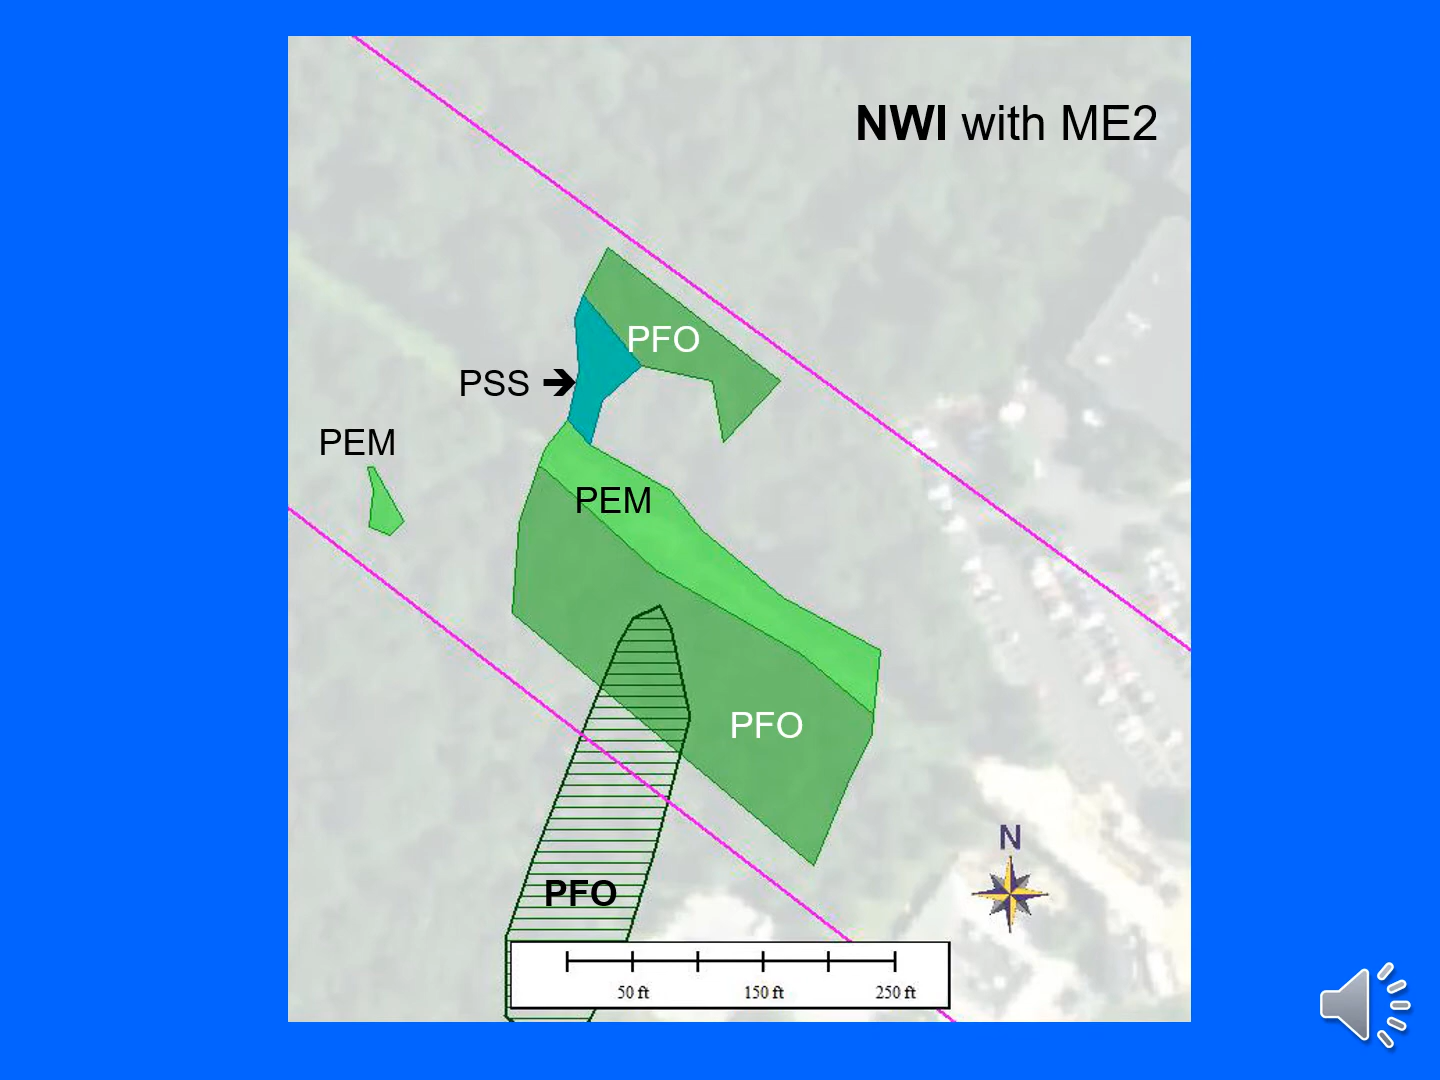 NWI with ME2
PFO
PSS ➔
PEM
PEM
PFO
N
PFO
50 ft 150 ft 250 ft